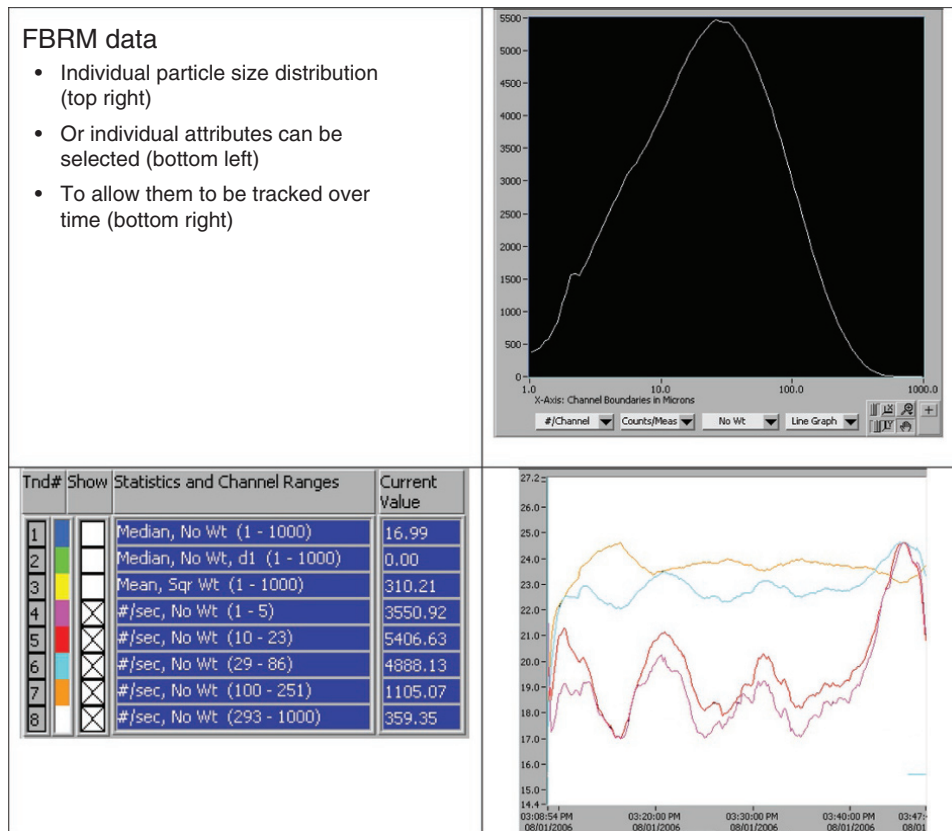 FBRM data
• Individual particle size distribution
(top right)
• Or individual attributes can be
selected (bottom left)
• To allow them to be tracked over
time (bottom right)
5500
5000
4500
4000
3500
3000
2500
2000
1500
1000
500
0
1.0 10.0 100.0 1000.0
X-Axis: Channel Boundaries in Microns
#/Channel Counts/Meas No Wt Line Graph
Tnd# Show Statistics and Channel Ranges Current
Value
1 Median, No Wt (1 - 1000) 16.99
2 Median, No Wt, d1 (1 - 1000) 0.00
3 Mean, Sqr Wt (1 - 1000) 310.21
4 #/sec, No Wt (1 - 5) 3550.92
5 #/sec, No Wt (10 - 23) 5406.63
6 #/sec, No Wt (29 - 86) 4888.13
7 #/sec, No Wt (100 - 251) 1105.07
8 #/sec, No Wt (293 - 1000) 359.35
27.2
26.0
25.0
24.0
23.0
22.0
21.0
20.0
19.0
18.0
17.0
16.0
15.0
14.4
03:08:54 PM 03:20:00 PM 03:30:00 PM 03:40:00 PM 03:47:
08/01/2006 08/01/2006 08/01/2006 08/01/2006 08/01